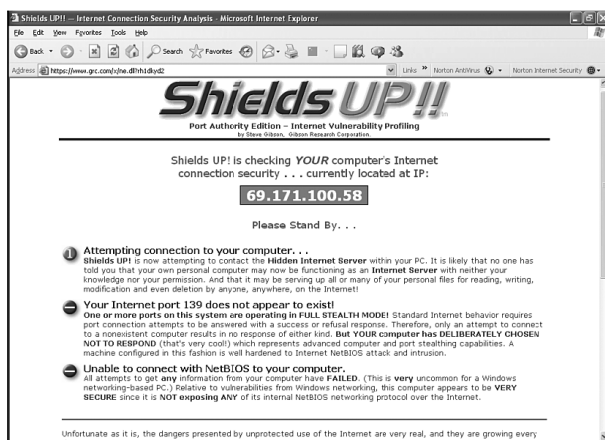 Shields UP!! — Internet Connection Security Analysis - Microsoft Internet Explorer
File Edit View Favorites Tools Help
Back Search Favorites
Address https://www.grc.com/x/ne.dll?rh1dkyd2 Links » Norton AntiVirus Norton Internet Security
Shields UP!!
Port Authority Edition – Internet Vulnerability Profiling
by Steve Gibson, Gibson Research Corporation.
Shields UP! is checking YOUR computer's Internet
connection security . . . currently located at IP:
69.171.100.58
Please Stand By. . .
1 Attempting connection to your computer. . .
Shields UP! is now attempting to contact the Hidden Internet Server within your PC. It is likely that no one has
told you that your own personal computer may now be functioning as an Internet Server with neither your
knowledge nor your permission. And that it may be serving up all or many of your personal files for reading, writing,
modification and even deletion by anyone, anywhere, on the Internet!
Your Internet port 139 does not appear to exist!
One or more ports on this system are operating in FULL STEALTH MODE! Standard Internet behavior requires
port connection attempts to be answered with a success or refusal response. Therefore, only an attempt to connect
to a nonexistent computer results in no response of either kind. But YOUR computer has DELIBERATELY CHOSEN
NOT TO RESPOND (that's very cool!) which represents advanced computer and port stealthing capabilities. A
machine configured in this fashion is well hardened to Internet NetBIOS attack and intrusion.
Unable to connect with NetBIOS to your computer.
All attempts to get any information from your computer have FAILED. (This is very uncommon for a Windows
networking-based PC.) Relative to vulnerabilities from Windows networking, this computer appears to be VERY
SECURE since it is NOT exposing ANY of its internal NetBIOS networking protocol over the Internet.
Unfortunate as it is, the dangers presented by unprotected use of the Internet are very real, and they are growing every